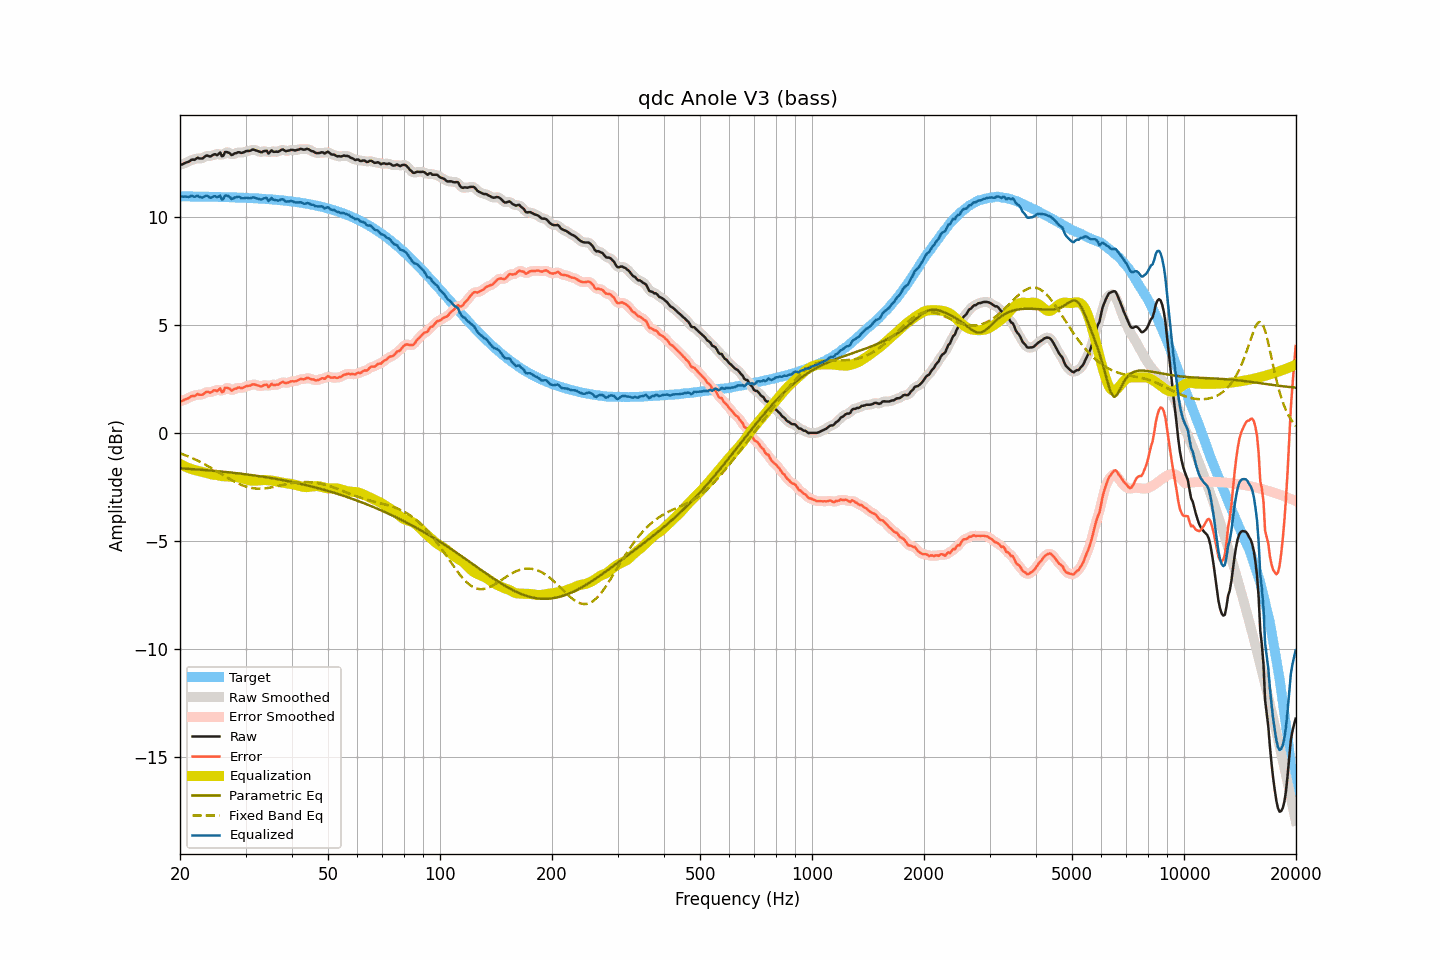 qdc Anole V3 (bass)
Amplitude (dBr)
10
5
0
−5
−10
−15
Target
Raw Smoothed
Error Smoothed
Raw
Error
Equalization
Parametric Eq
Fixed Band Eq
Equalized
20 50 100 200 500 1000 2000 5000 10000 20000
Frequency (Hz)